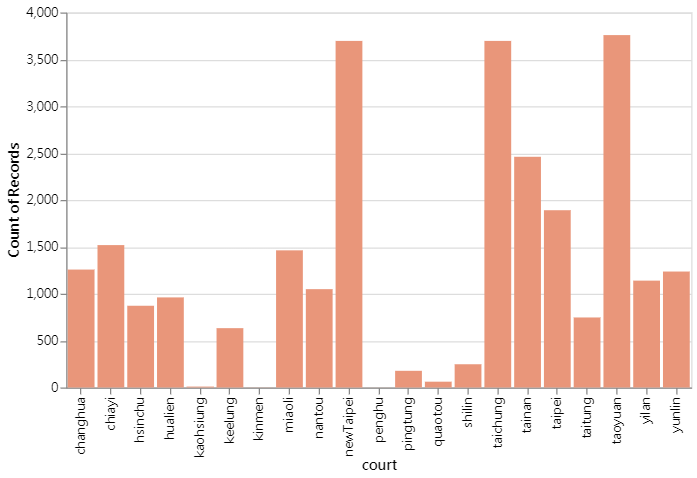 4,000
3,500
3,000
2,500
2,000
1,500
1,000
500
0
Count of Records
changhua
chiayi
hsinchu
hualien
kaohsiung
keelung
kinmen
miaoli
nantou
newTaipei
penghu
pingtung
quaotou
shilin
taichung
tainan
taipei
taitung
taoyuan
yilan
yunlin
court